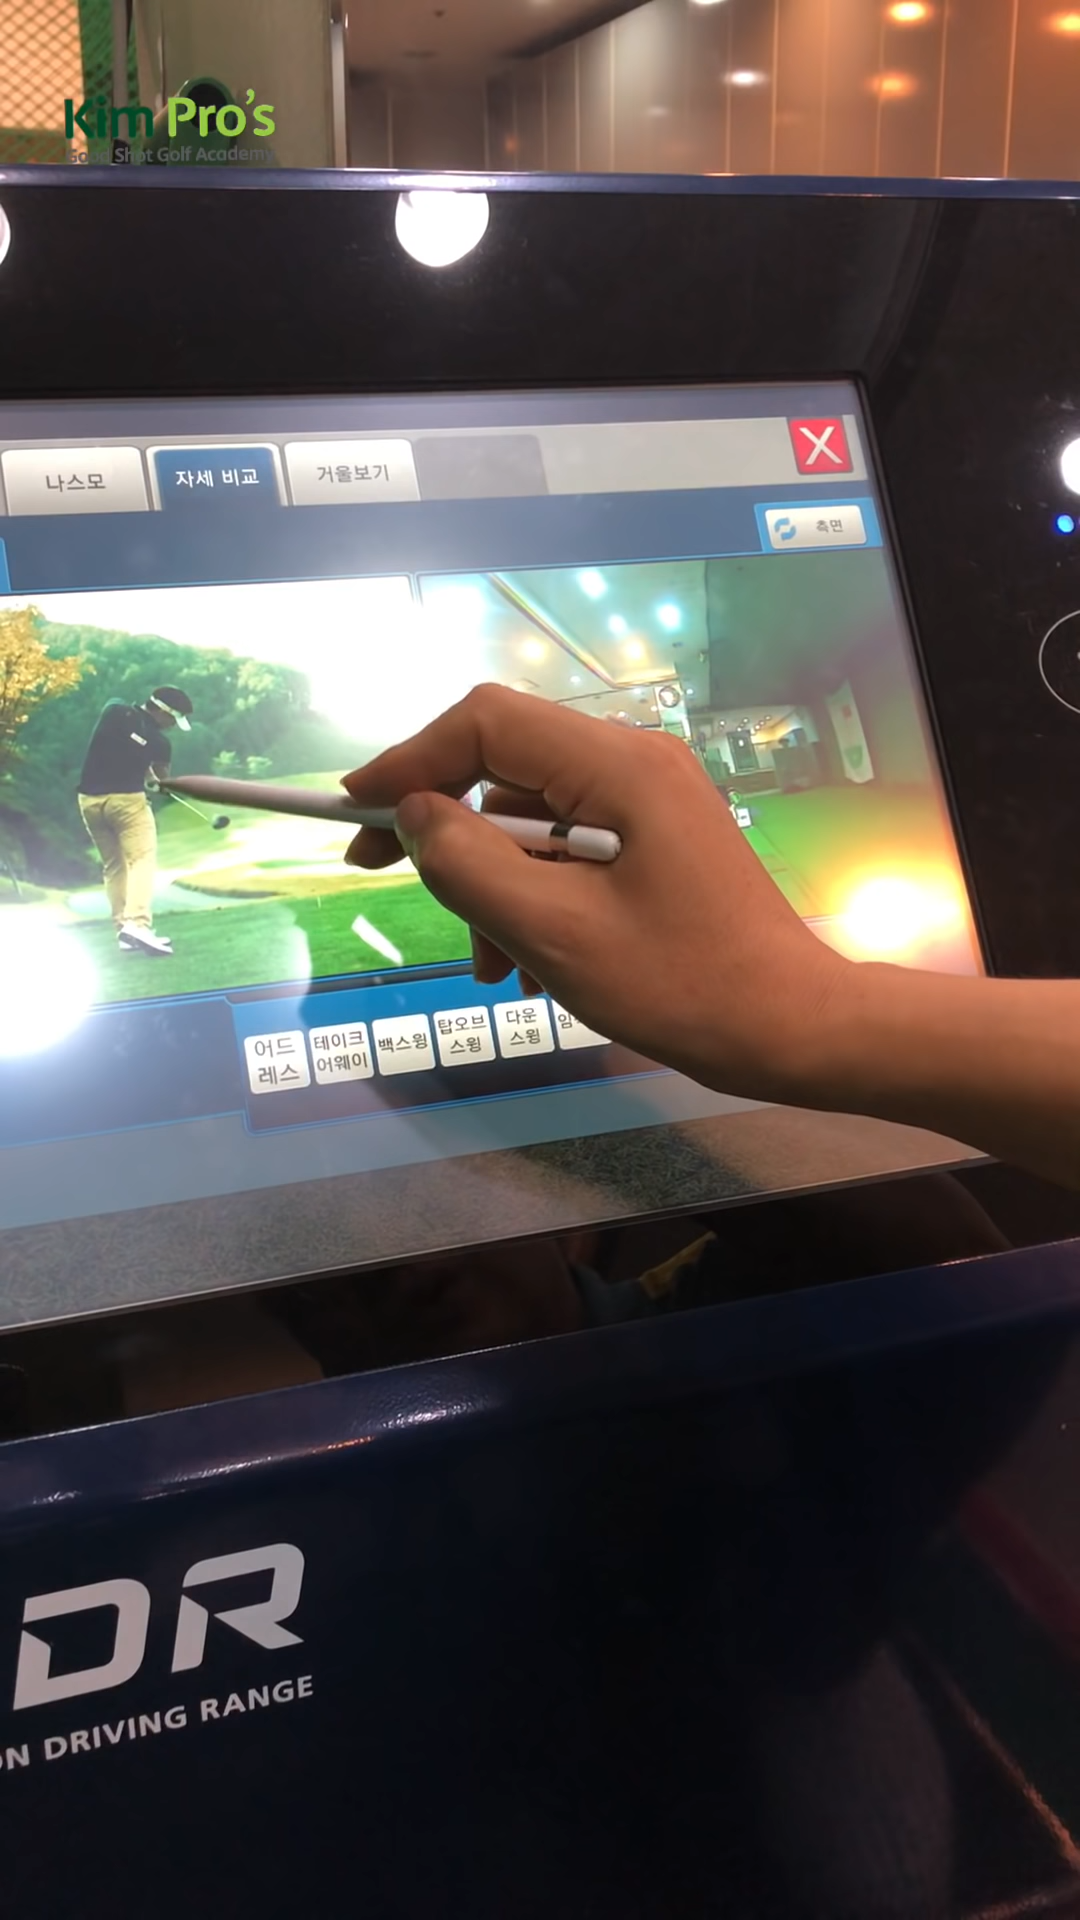 Kim Pro's
Good Shot Golf Academy
나스모
자세 비교
거울보기
X
측면
어드
레스
테이크
어웨이
백스윙
탑오브
스윙
다운
스윙
DR
DRIVING RANGE